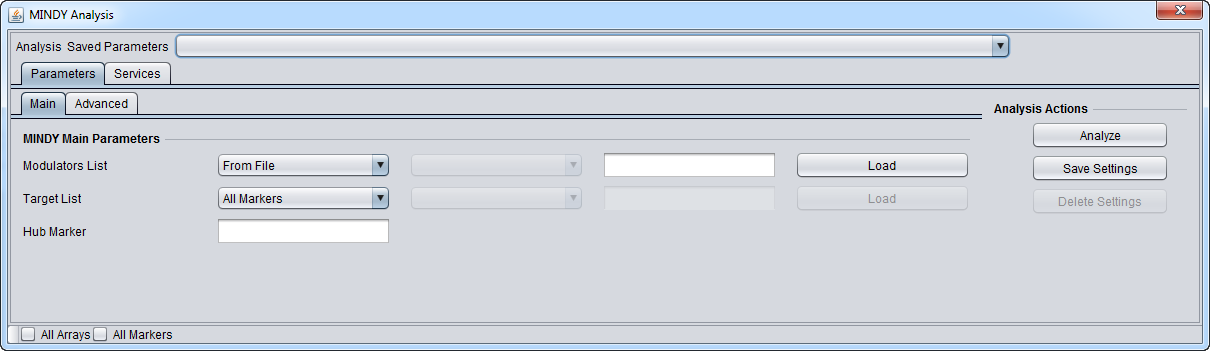 MINDY Analysis
Analysis Saved Parameters
Parameters Services
Main Advanced
Analysis Actions
MINDY Main Parameters
Analyze
Modulators List From File Load
Save Settings
Target List All Markers Load
Delete Settings
Hub Marker
All Arrays All Markers